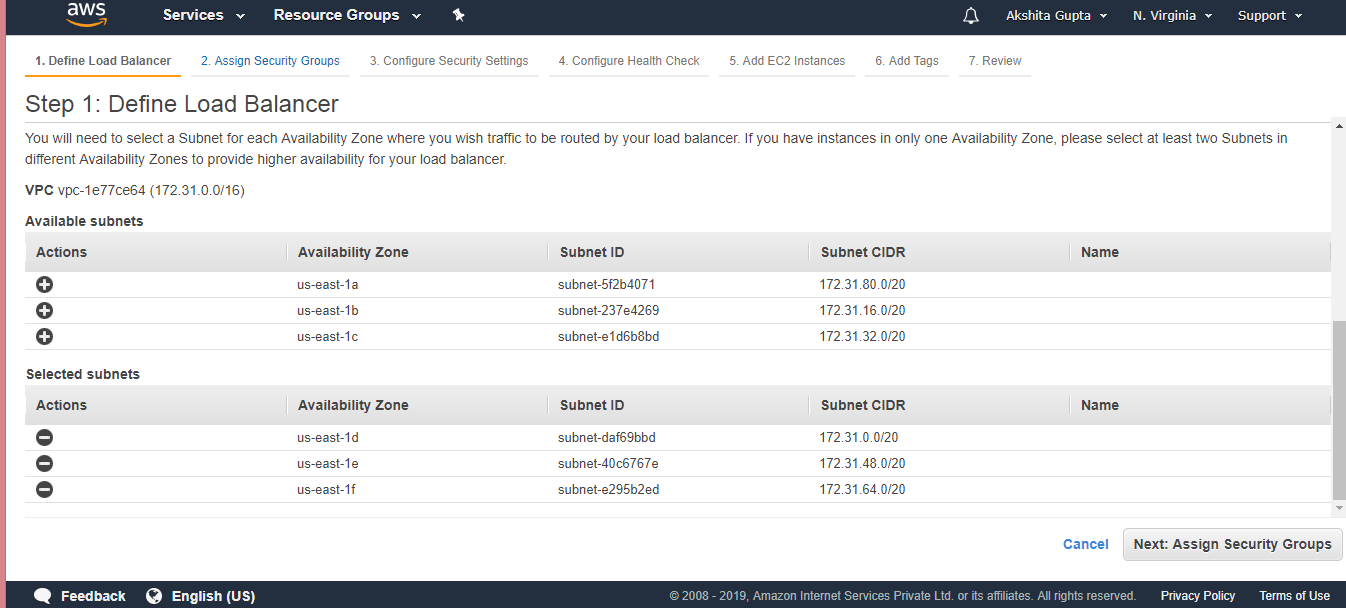 aws Services Resource Groups Akshita Gupta N. Virginia Support
1. Define Load Balancer 2. Assign Security Groups 3. Configure Security Settings 4. Configure Health Check 5. Add EC2 Instances 6. Add Tags 7. Review
Step 1: Define Load Balancer
You will need to select a Subnet for each Availability Zone where you wish traffic to be routed by your load balancer. If you have instances in only one Availability Zone, please select at least two Subnets in
different Availability Zones to provide higher availability for your load balancer.
VPC vpc-1e77ce64 (172.31.0.0/16)
Available subnets
Actions Availability Zone Subnet ID Subnet CIDR Name
us-east-1a subnet-5f2b4071 172.31.80.0/20
us-east-1b subnet-237e4269 172.31.16.0/20
us-east-1c subnet-e1d6b8bd 172.31.32.0/20
Selected subnets
Actions Availability Zone Subnet ID Subnet CIDR Name
us-east-1d subnet-daf69bbd 172.31.0.0/20
us-east-1e subnet-40c6767e 172.31.48.0/20
us-east-1f subnet-e295b2ed 172.31.64.0/20
Cancel Next: Assign Security Groups
Feedback English (US) © 2008 - 2019, Amazon Internet Services Private Ltd. or its affiliates. All rights reserved. Privacy Policy Terms of Use